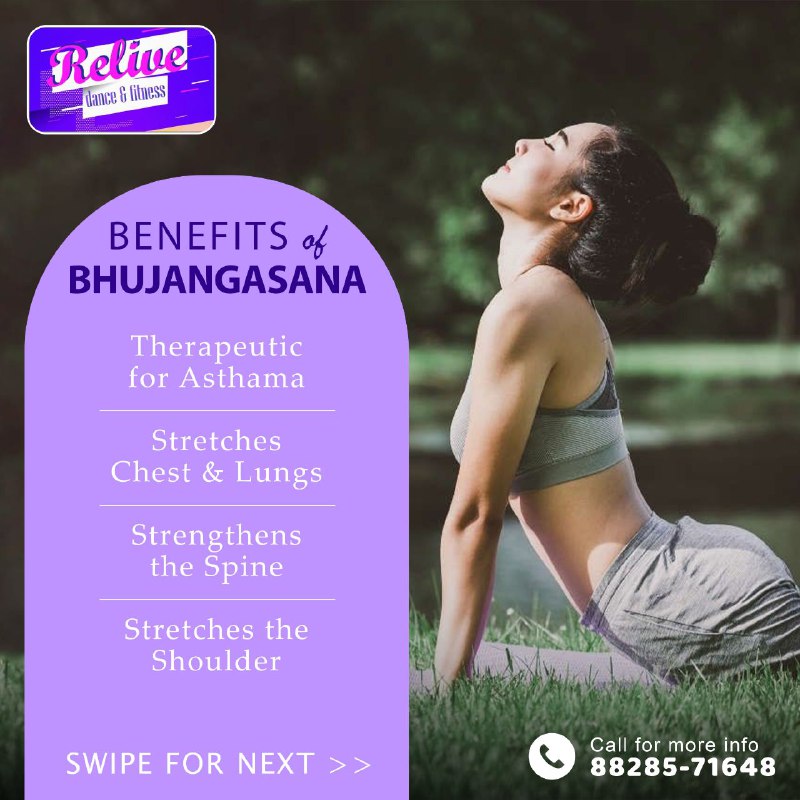 Relive
dance & fitness
BENEFITS of
BHUJANGASANA
Therapeutic
for Asthama
Stretches
Chest & Lungs
Strengthens
the Spine
Stretches the
Shoulder
SWIPE FOR NEXT >>
Call for more info
88285-71648